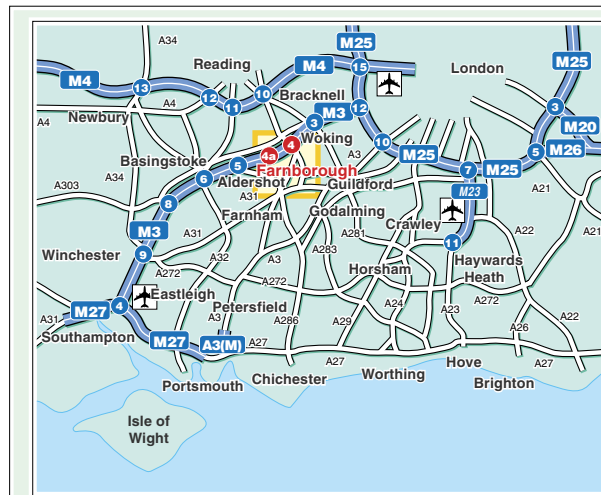 A34
M25
M25
Reading
M4
15
London
M4
13
12
11
10
Bracknell
A4
12
3
A4
Newbury
M3
3
M20
Woking
Basingstoke
4
4a
A3
10
M25
7
M25
5
M26
A34
6
5
Farnborough
A303
Aldershot
Guildford
M23
A21
8
A31
Farnham
Godalming
M3
A31
A281
Crawley
A22
A21
Winchester
9
A32
A3
A283
11
A272
A272
Horsham
Haywards
Heath
Eastleigh
4
Petersfield
A24
A23
A272
M27
A31
A3
A286
A29
A26
A22
Southampton
M27
A3(M)
A27
A27
Hove
A27
Portsmouth
Chichester
Worthing
Brighton
Isle of
Wight